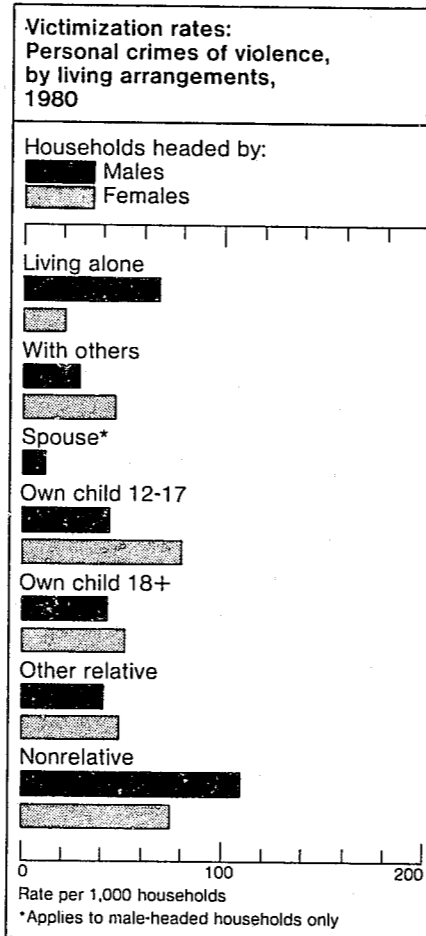 Victimization rates:
Personal crimes of violence,
by living arrangements,
1980
Households headed by:
Males
Females
Living alone
With others
Spouse*
Own child 12-17
Own child 18+
Other relative
Nonrelative
0 100 200
Rate per 1,000 households
*Applies to male-headed households only